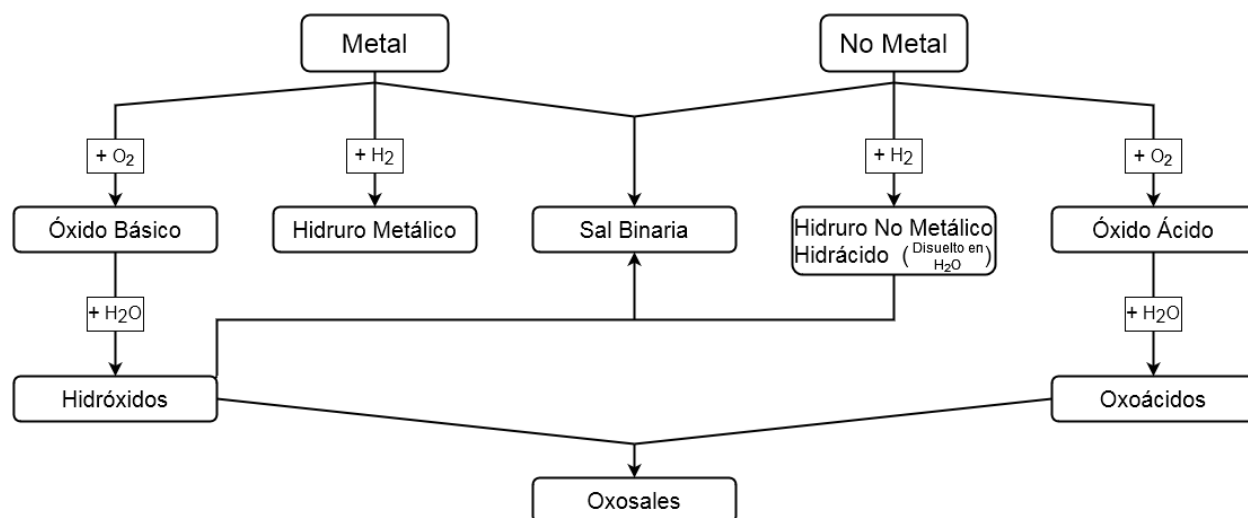 Metal
No Metal
+ O2
+ H2
+ H2
+ O2
Óxido Básico
Hidruro Metálico
Sal Binaria
Hidruro No Metálico
Hidrácido (Disuelto en H2O)
Óxido Ácido
+ H2O
+ H2O
Hidróxidos
Oxoácidos
Oxosales